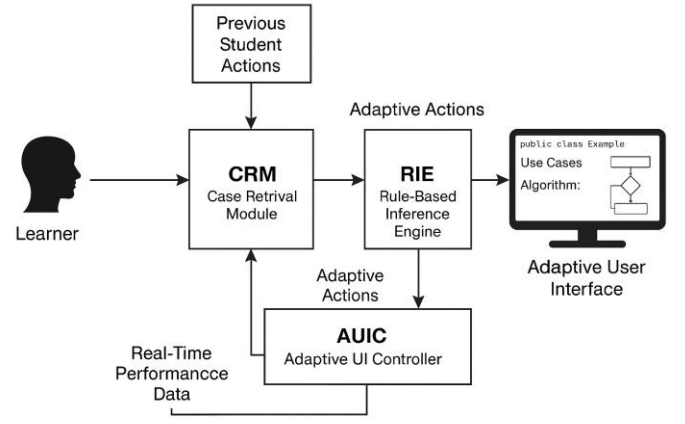 Previous
Student
Actions
Adaptive Actions
CRM
Case Retrival
Module
RIE
Rule-Based
Inference
Engine
public class Example
Use Cases
Algorithm:
Learner
Adaptive User
Interface
Adaptive
Actions
AUIC
Adaptive UI Controller
Real-Time
Performancce
Data